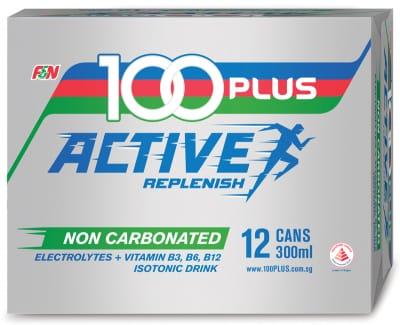 F&N
100 PLUS
ACTIVE
REPLENISH
NON CARBONATED
ELECTROLYTES + VITAMIN B3, B6, B12
ISOTONIC DRINK
12 CANS
300ml
www.100PLUS.com.sg